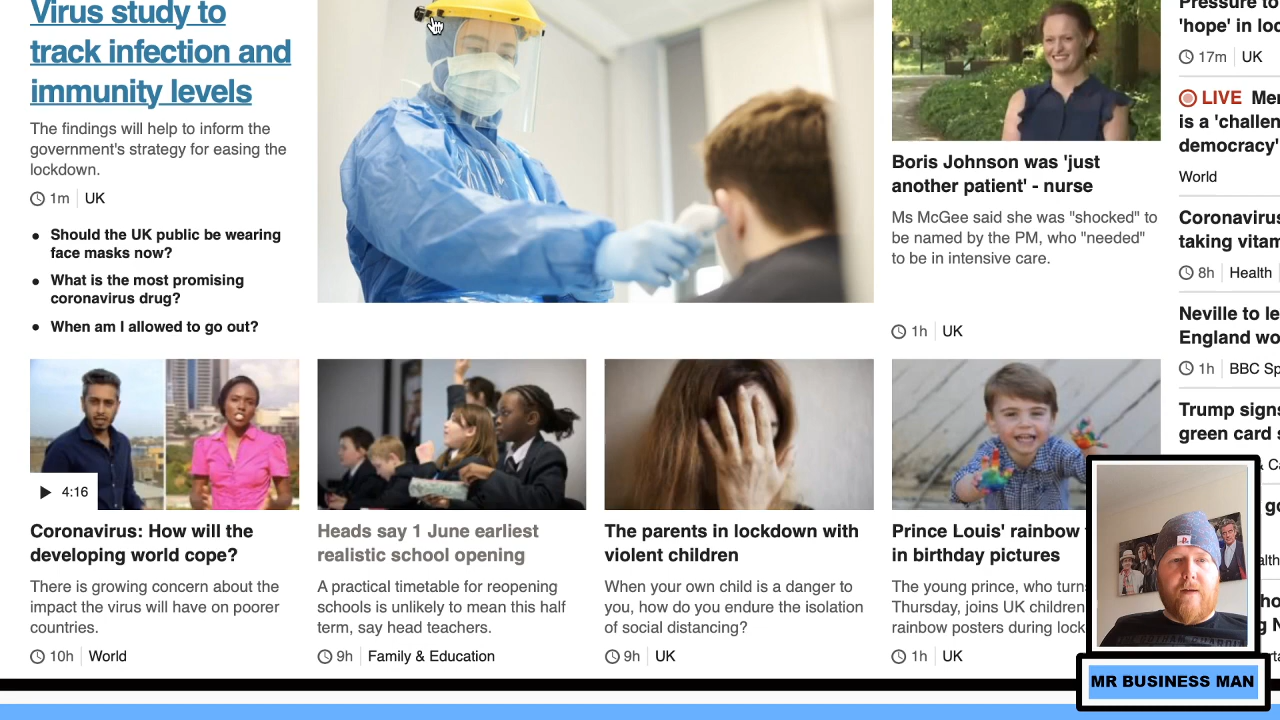 Virus study to
track infection and
immunity levels
The findings will help to inform the
government's strategy for easing the
lockdown.
1m UK
Should the UK public be wearing
face masks now?
What is the most promising
coronavirus drug?
When am I allowed to go out?
Boris Johnson was 'just
another patient' - nurse
Ms McGee said she was "shocked" to
be named by the PM, who "needed"
to be in intensive care.
1h UK
Pressure to
'hope' in loc
17m UK
LIVE Mer
is a 'challen
democracy'
World
Coronavirus
taking vitam
8h Health
Neville to le
England wo
1h BBC Sp
Trump signs
green card s
& Ca
4:16
Coronavirus: How will the
developing world cope?
There is growing concern about the
impact the virus will have on poorer
countries.
10h World
Heads say 1 June earliest
realistic school opening
A practical timetable for reopening
schools is unlikely to mean this half
term, say head teachers.
9h Family & Education
The parents in lockdown with
violent children
When your own child is a danger to
you, how do you endure the isolation
of social distancing?
9h UK
Prince Louis' rainbow
in birthday pictures
The young prince, who turns
Thursday, joins UK children
rainbow posters during lock
1h UK
MR BUSINESS MAN